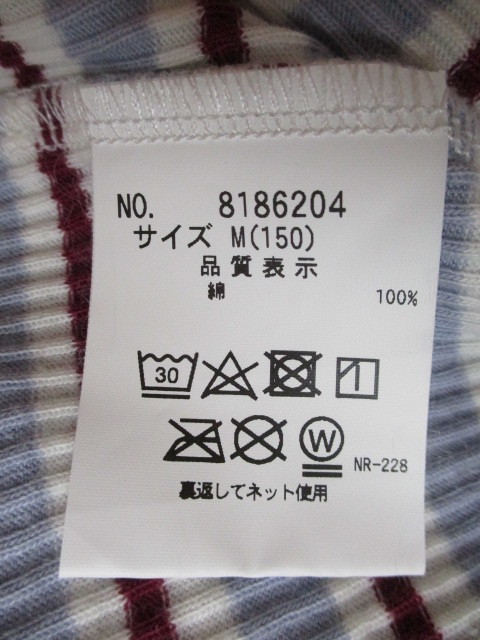 NO. 8186204
サイズ M(150)
品質表示
綿 100%
30
W
NR-228
裏返してネット使用